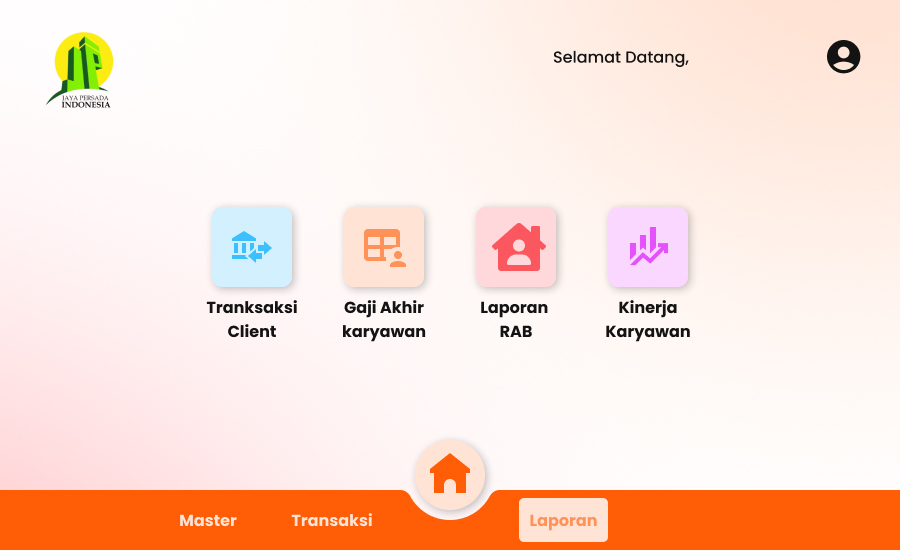 JAYA PERSADA
INDONESIA
Selamat Datang,
Tranksaksi
Client
Gaji Akhir
karyawan
Laporan
RAB
Kinerja
Karyawan
Master
Transaksi
Laporan